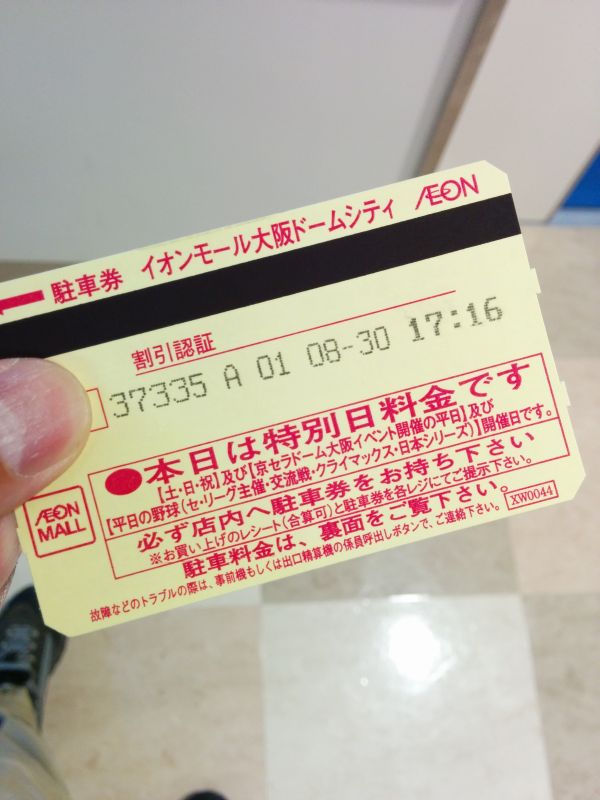 駐車券 イオンモール大阪ドームシティ ÆON
割引認証
37335 A 01 08-30 17:16
●本日は特別日料金です
【土・日・祝】及び【京セラドーム大阪イベント開催の平日】及び
【平日の野球(セ・リーグ主催・交流戦・クライマックス・日本シリーズ)】開催日です。
必ず店内へ駐車券をお持ち下さい
※お買い上げのレシート(合算可)と駐車券を各レジにてご提示下さい。
駐車料金は、裏面をご覧下さい。
故障などのトラブルの際は、事前機もしくは出口精算機の係員呼出しボタンで、ご連絡下さい。
XW0044
ÆON
MALL